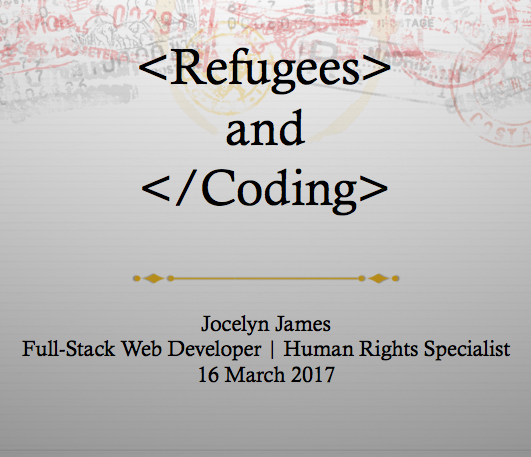 <Refugees>
and
</Coding>
Jocelyn James
Full-Stack Web Developer | Human Rights Specialist
16 March 2017